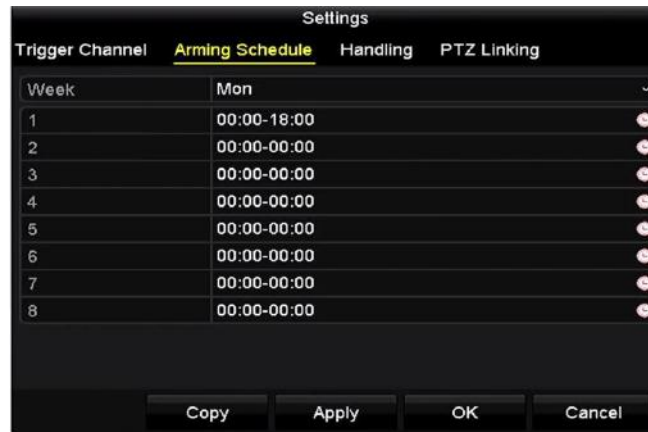 Settings
Trigger Channel Arming Schedule Handling PTZ Linking
Week Mon
1 00:00-18:00
2 00:00-00:00
3 00:00-00:00
4 00:00-00:00
5 00:00-00:00
6 00:00-00:00
7 00:00-00:00
8 00:00-00:00
Copy Apply OK Cancel